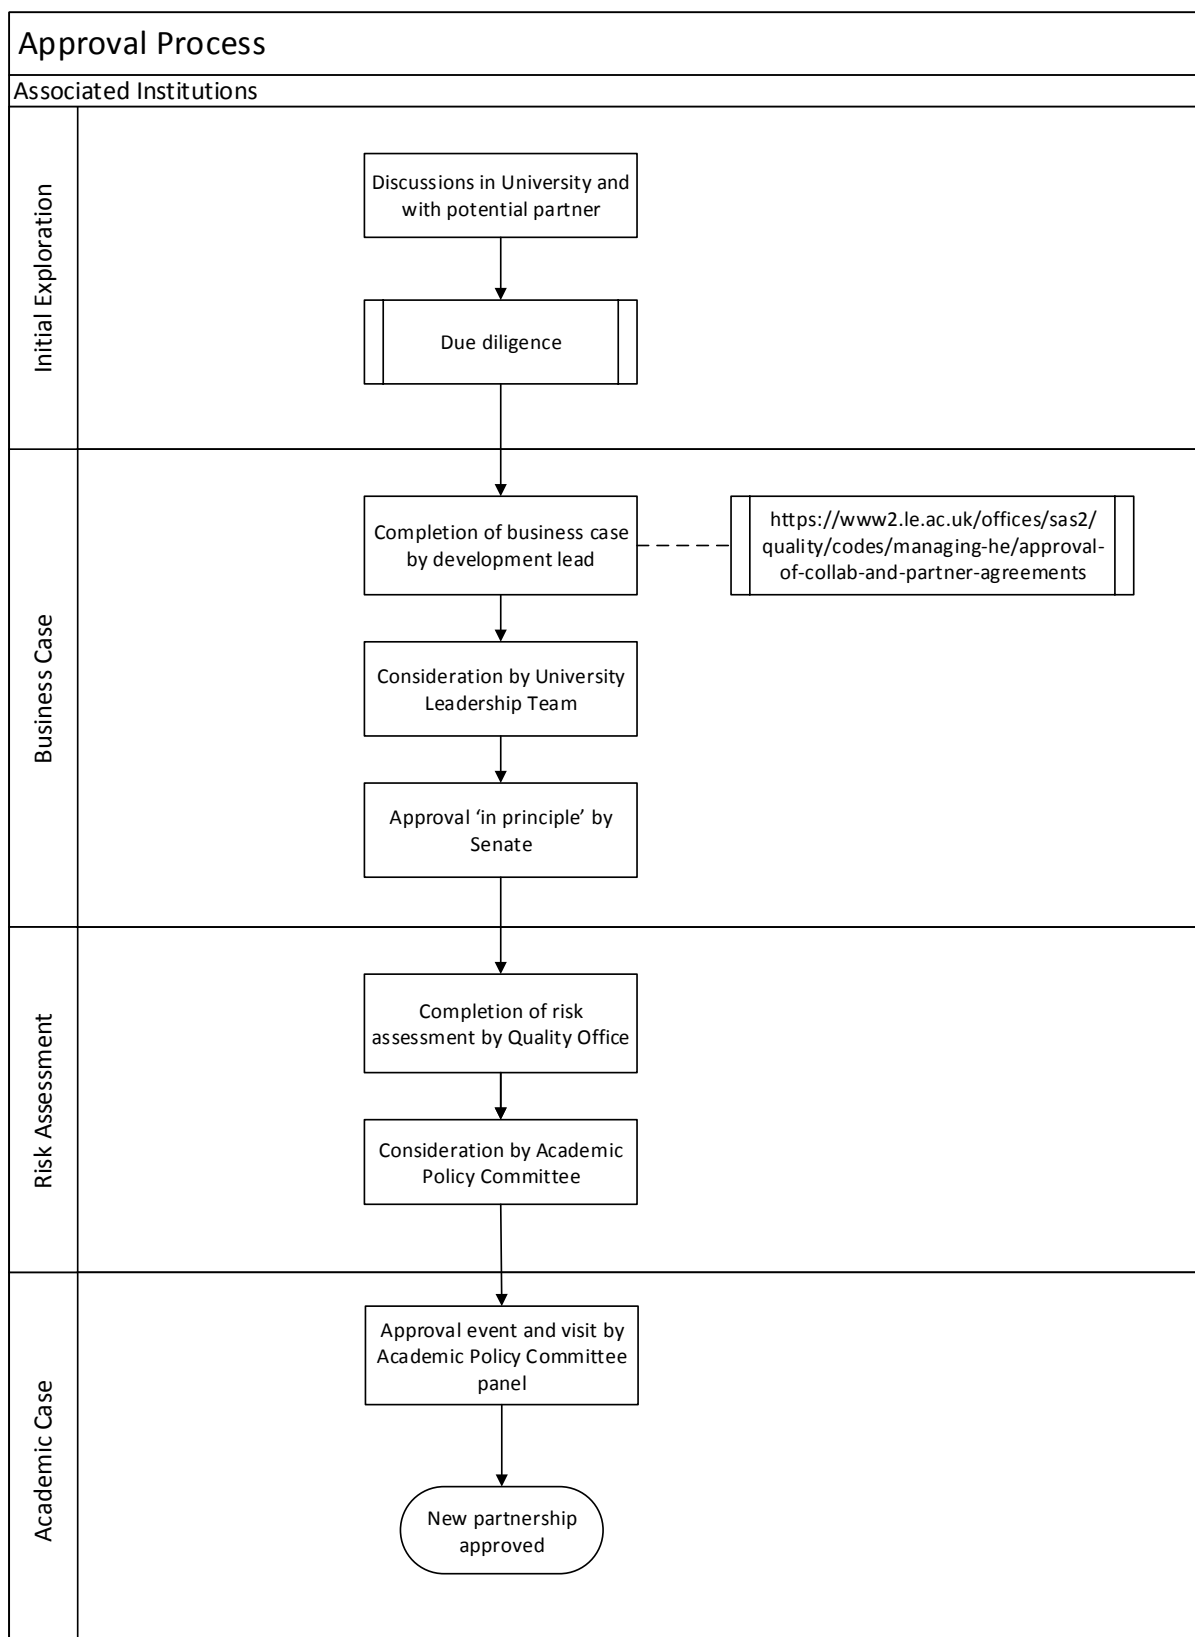 Approval Process
Associated Institutions
Initial Exploration
Discussions in University and
with potential partner
Due diligence
Business Case
Completion of business case
by development lead
https://www2.le.ac.uk/offices/sas2/
quality/codes/managing-he/approval-
of-collab-and-partner-agreements
Consideration by University
Leadership Team
Approval ‘in principle’ by
Senate
Risk Assessment
Completion of risk
assessment by Quality Office
Consideration by Academic
Policy Committee
Academic Case
Approval event and visit by
Academic Policy Committee
panel
New partnership
approved